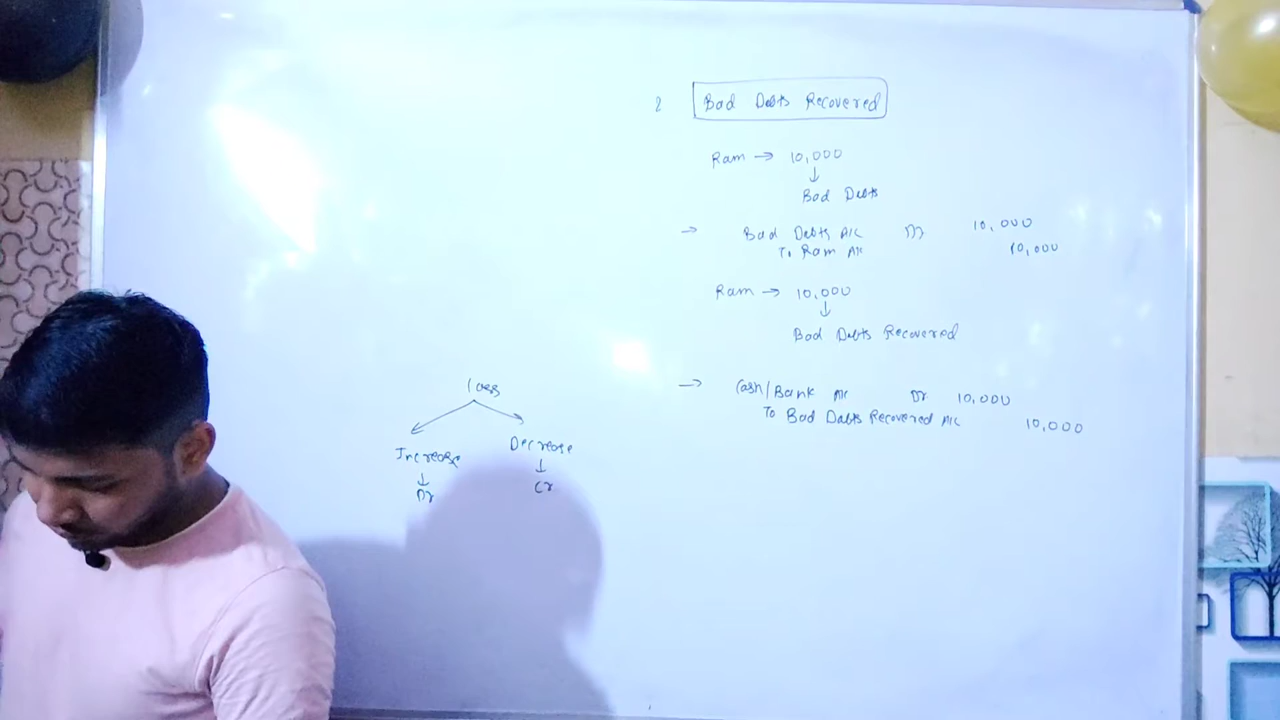 2 Bad Debts Recovered
Ram → 10,000
↓
Bad Debts
→ Bad Debts A/C Dr 10,000
To Ram A/C 10,000
Ram → 10,000
↓
Bad Debts Recovered
→ Cash/Bank A/C Dr 10,000
To Bad Debts Recovered A/C 10,000
loss
Increase Decrease
↓ ↓
Dr Cr